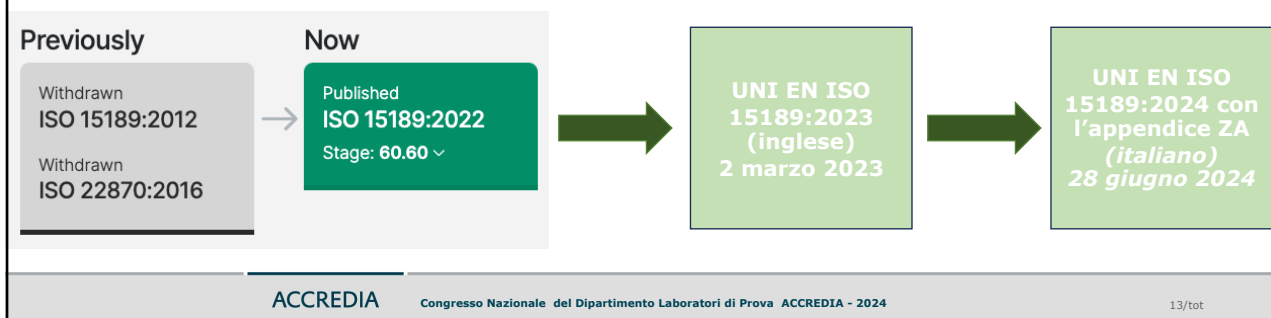 Previously
Withdrawn
ISO 15189:2012
Withdrawn
ISO 22870:2016
Now
Published
ISO 15189:2022
Stage: 60.60
UNI EN ISO
15189:2023
(inglese)
2 marzo 2023
UNI EN ISO
15189:2024 con
l'appendice ZA
(italiano)
28 giugno 2024
ACCREDIA
Congresso Nazionale del Dipartimento Laboratori di Prova ACCREDIA - 2024
13/tot